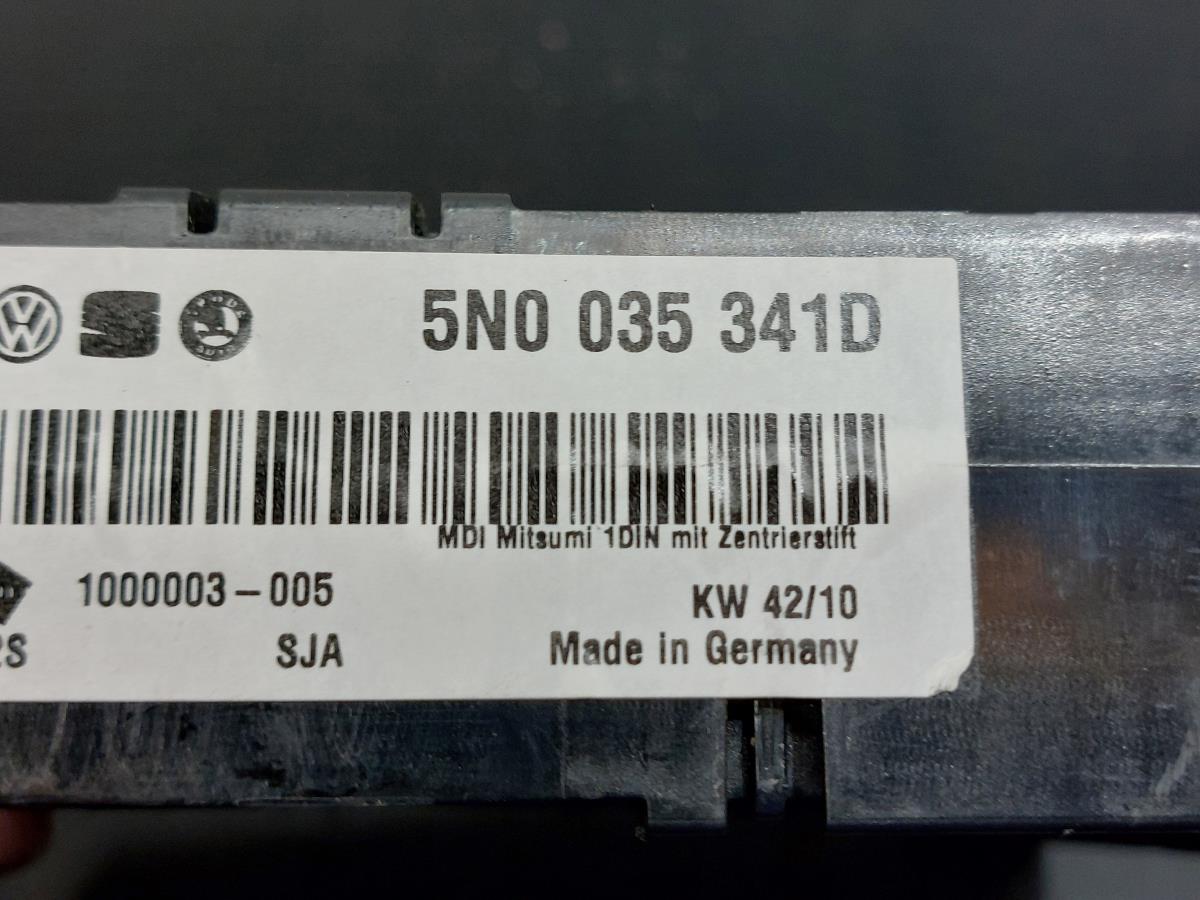 5N0 035 341D
MDI Mitsumi 1DIN mit Zentrierstift
1000003-005
KW 42/10
SJA
Made in Germany